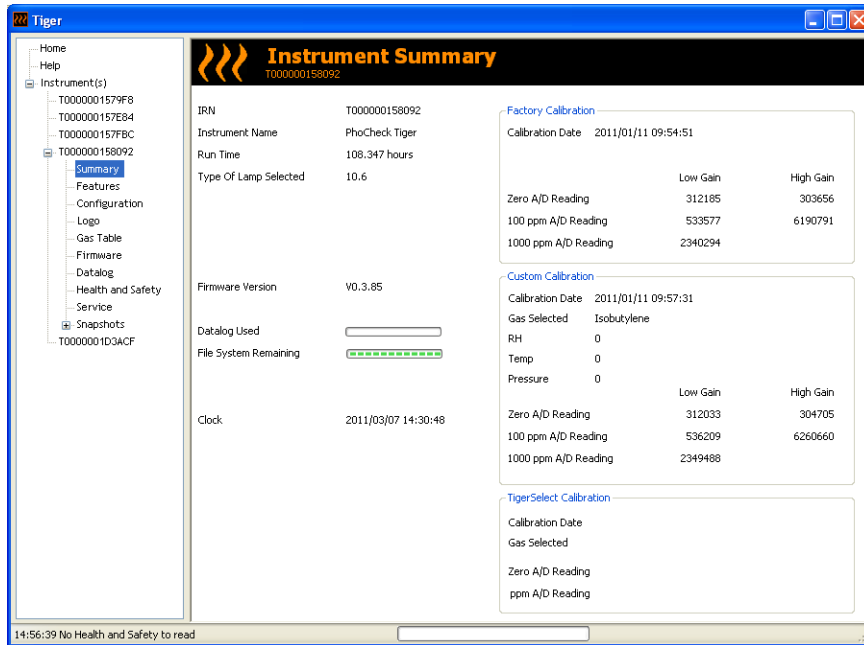 Tiger
Home
Help
Instrument(s)
T0000001579F8
T000000157E84
T000000157FBC
T000000158092
Summary
Features
Configuration
Logo
Gas Table
Firmware
Datalog
Health and Safety
Service
Snapshots
T0000001D3ACF
Instrument Summary
T000000158092
IRN T000000158092
Instrument Name PhoCheck Tiger
Run Time 108.347 hours
Type Of Lamp Selected 10.6
Firmware Version V0.3.85
Datalog Used
File System Remaining
Clock 2011/03/07 14:30:48
Factory Calibration
Calibration Date 2011/01/11 09:54:51
Low Gain High Gain
Zero A/D Reading 312185 303656
100 ppm A/D Reading 533577 6190791
1000 ppm A/D Reading 2340294
Custom Calibration
Calibration Date 2011/01/11 09:57:31
Gas Selected Isobutylene
RH 0
Temp 0
Pressure 0
Low Gain High Gain
Zero A/D Reading 312033 304705
100 ppm A/D Reading 536209 6260660
1000 ppm A/D Reading 2349488
TigerSelect Calibration
Calibration Date
Gas Selected
Zero A/D Reading
ppm A/D Reading
14:56:39 No Health and Safety to read